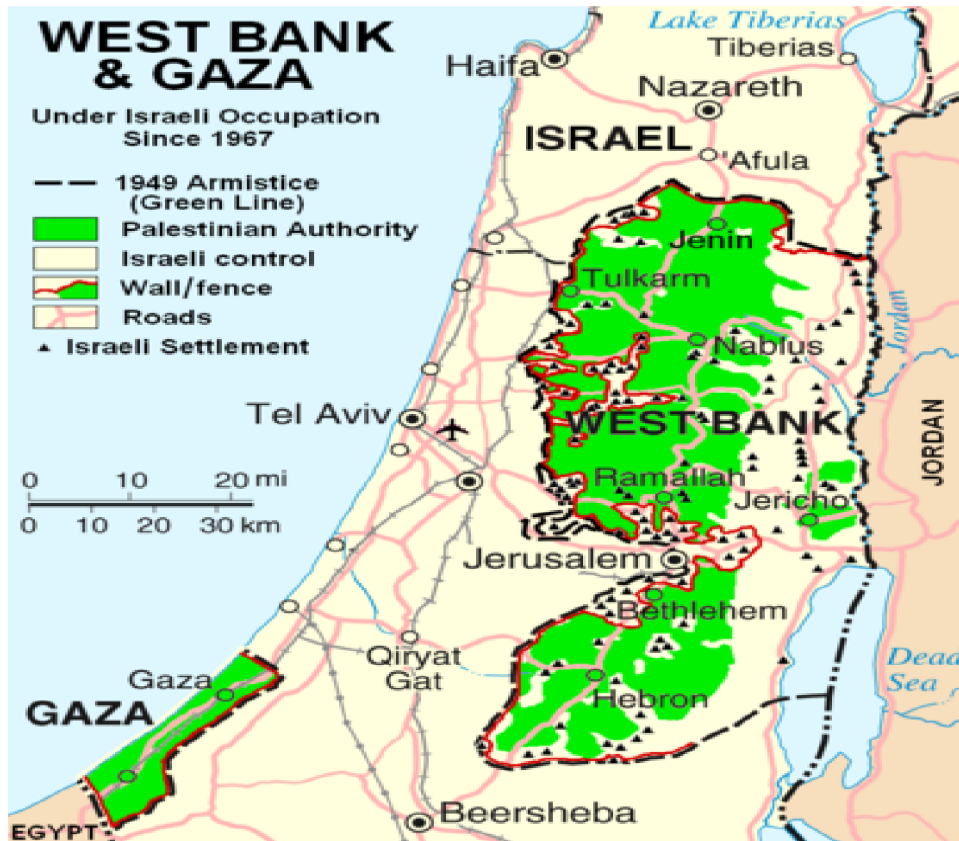 WEST BANK
& GAZA
Under Israeli Occupation
Since 1967
1949 Armistice
(Green Line)
Palestinian Authority
Israeli control
Wall/fence
Roads
Israeli Settlement
Lake Tiberias
Tiberias
Haifa
Nazareth
ISRAEL
'Afula
Jenin
Tulkarm
Nablus
Jordan
Tel Aviv
WEST BANK
JORDAN
0 20 mi
0 10 20 30 km
Ramallah
Jericho
Jerusalem
Bethlehem
Qiryat
Gat
Hebron
Dead
Sea
Gaza
GAZA
Beersheba
EGYPT